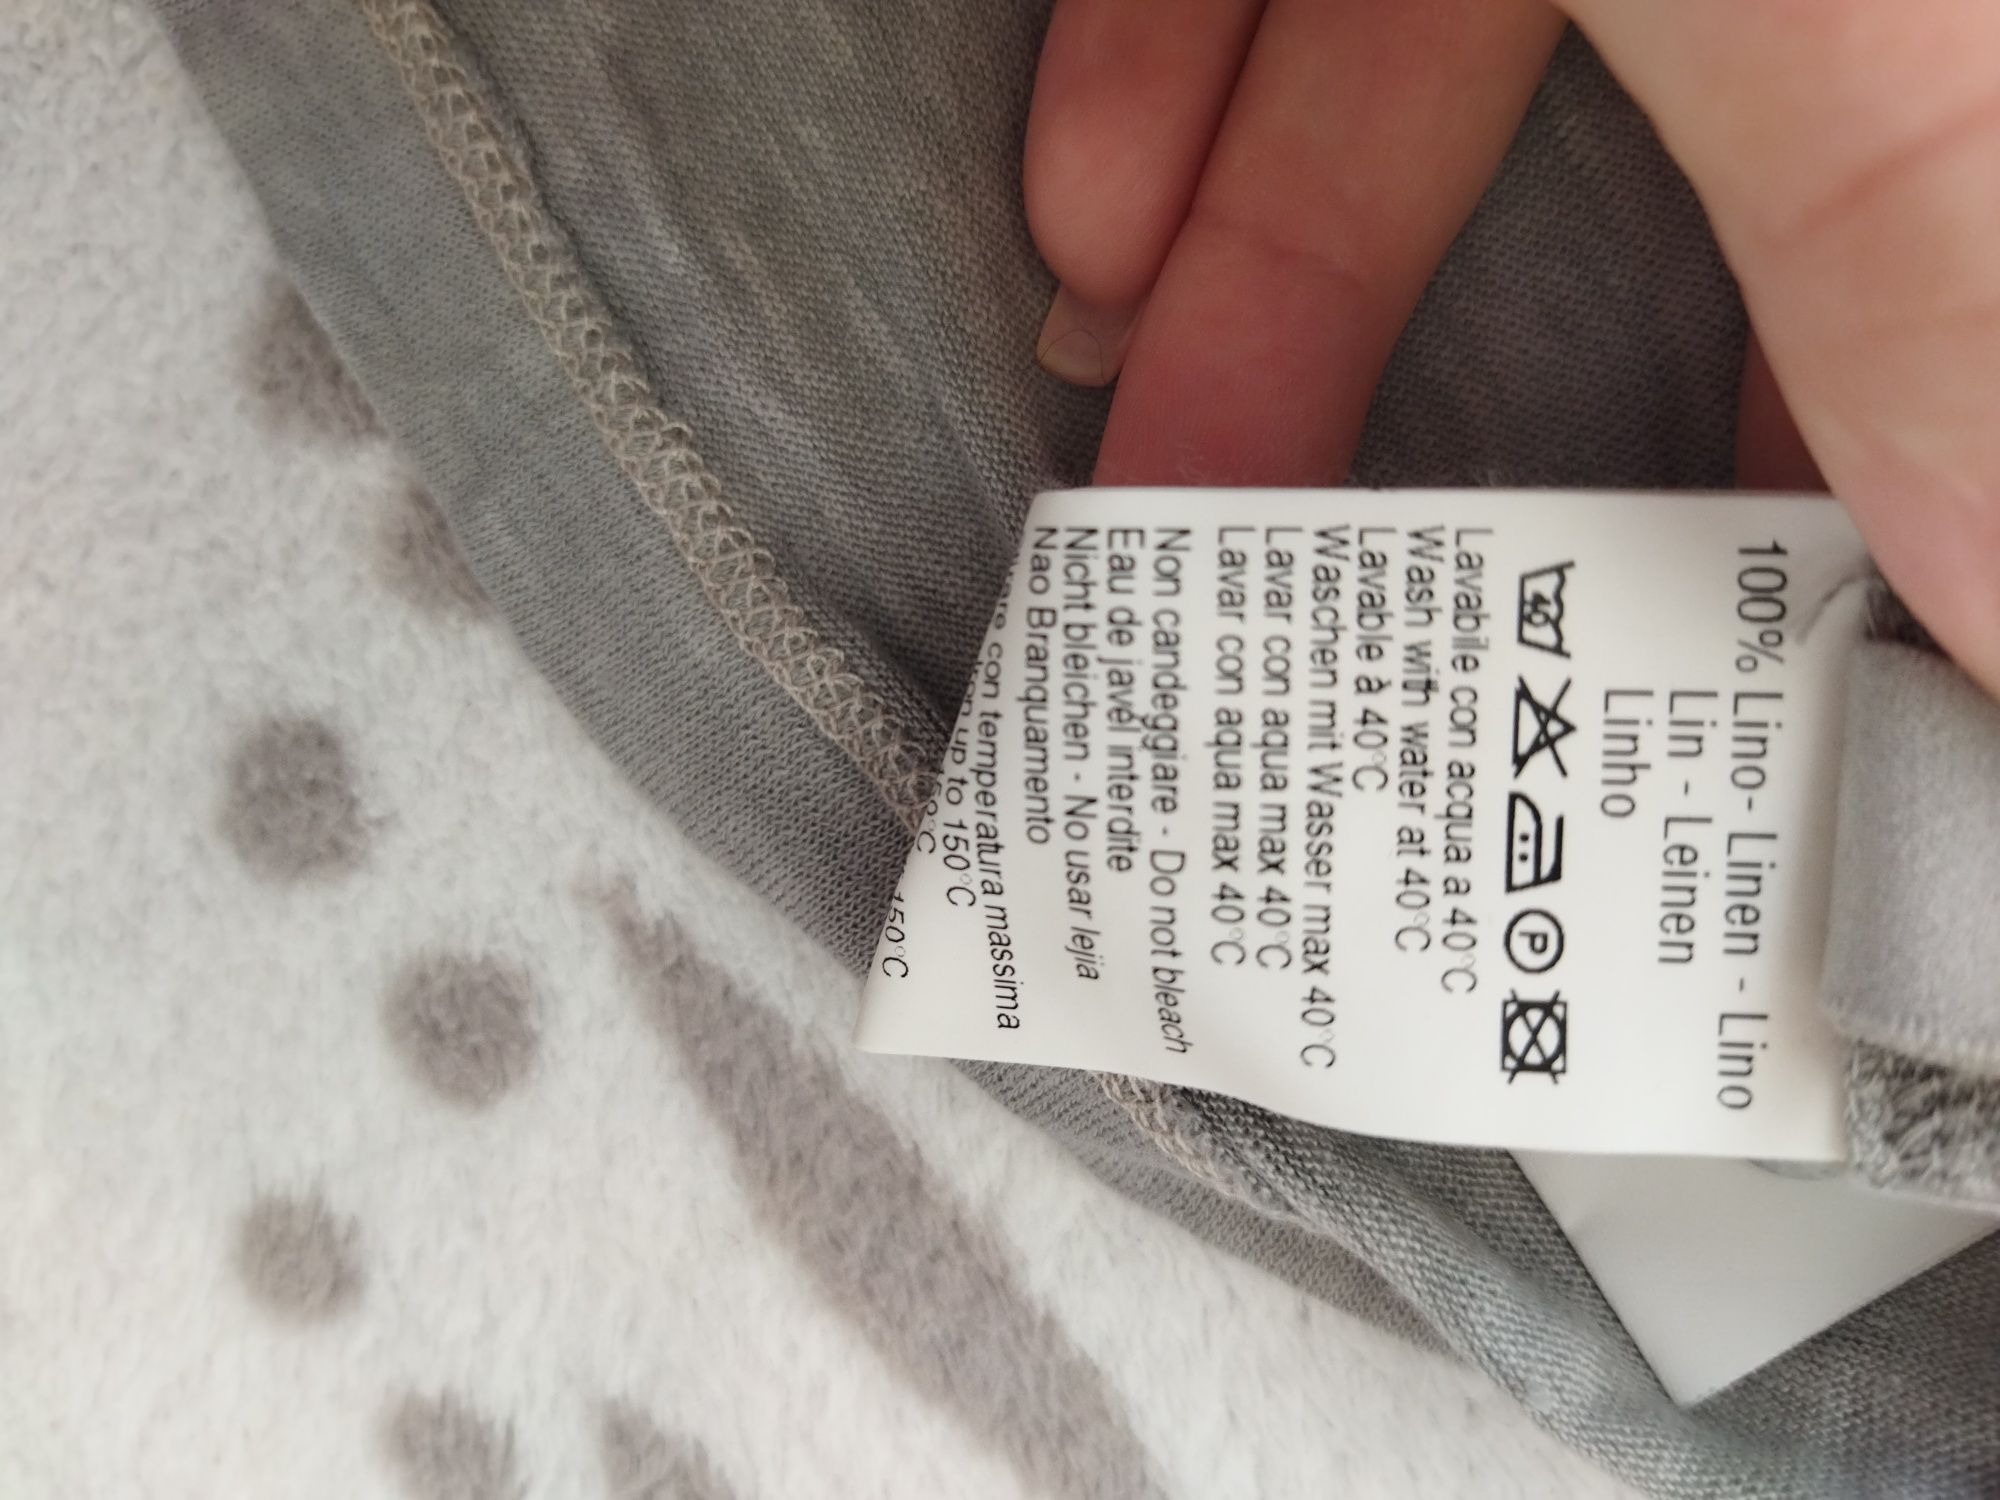 100% Lino- Linen - Lino
Lin - Leinen
Linho
40 P
Lavabile con acqua a 40°C
Wash with water at 40°C
Lavable à 40°C
Waschen mit Wasser max 40°C
Lavar con aqua max 40°C
Lavar con aqua max 40°C
Non candeggiare - Do not bleach
Eau de javel interdite
Nicht bleichen - No usar lejia
Nao Branquamento
con temperatura massima
up to 150°C
150°C